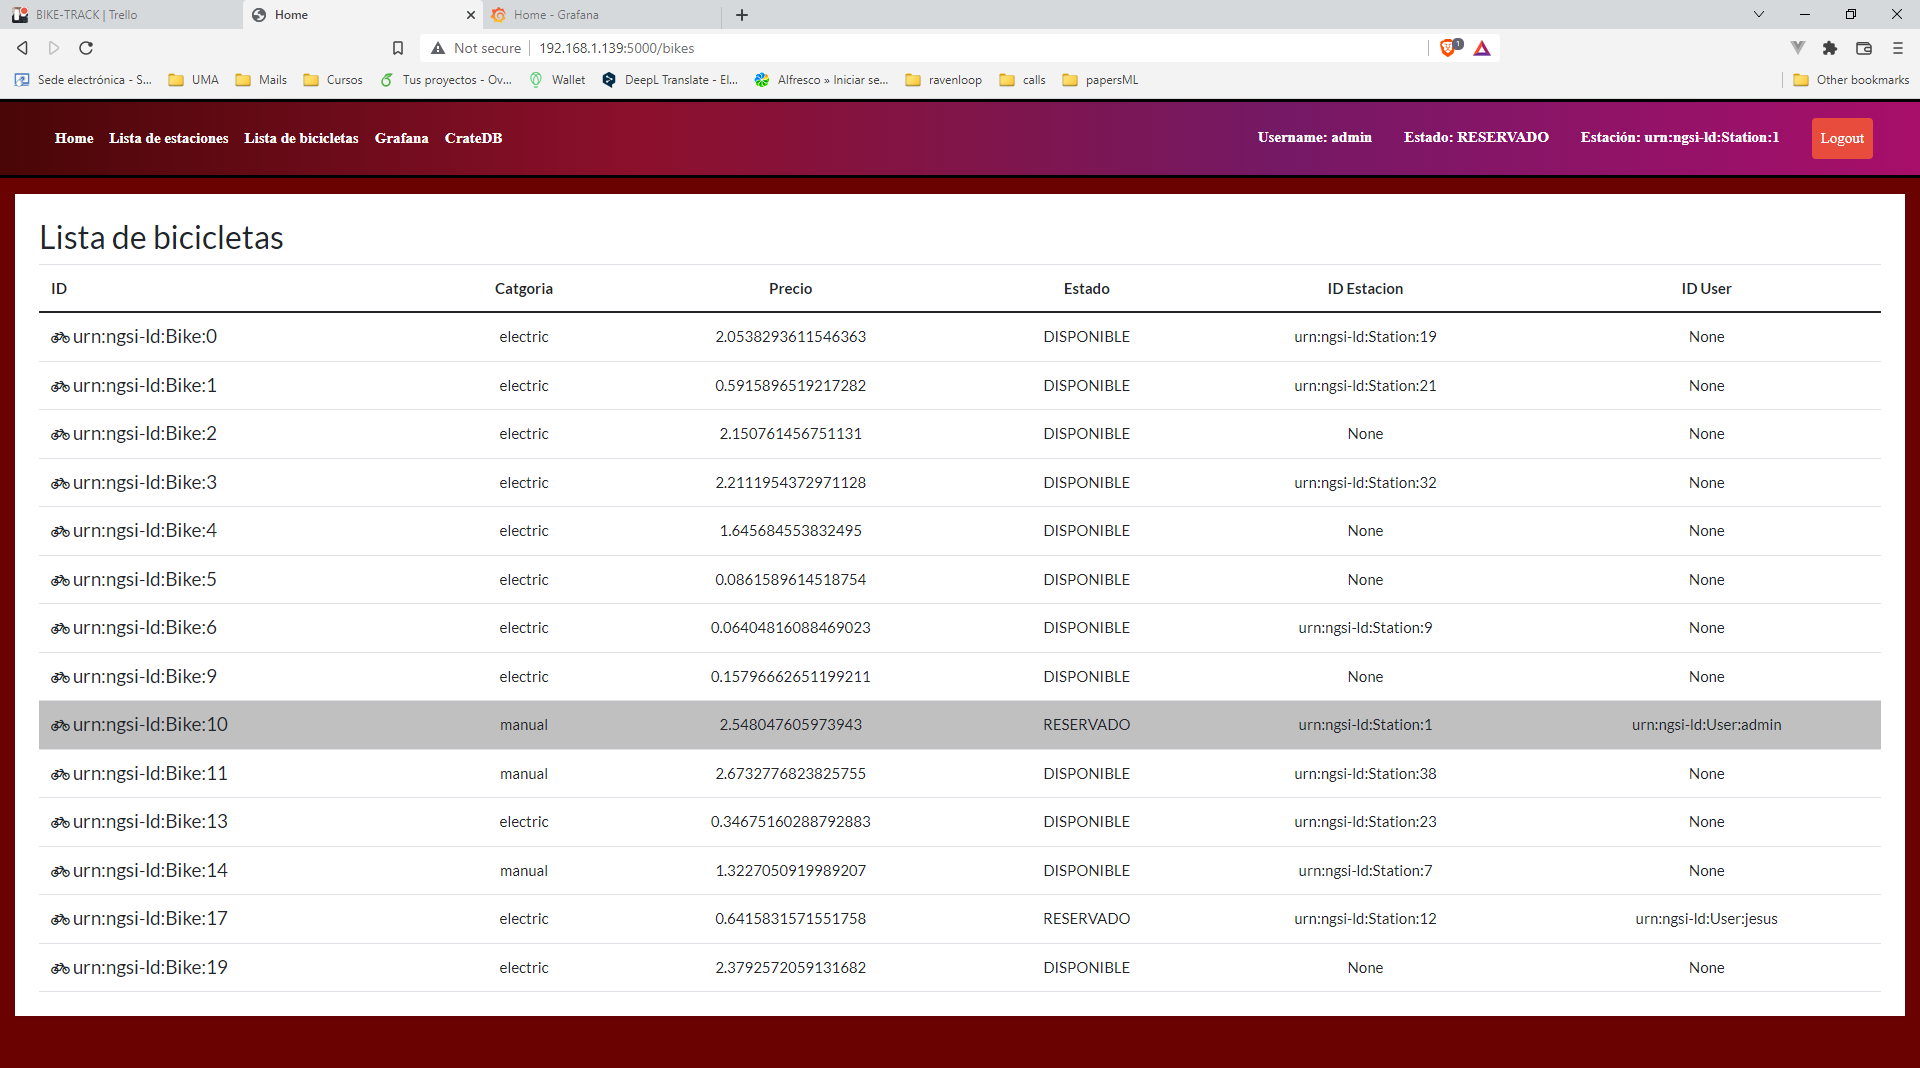 BIKE-TRACK | Trello
Home
Home - Grafana
Not secure
192.168.1.139:5000/bikes
1
Sede electrónica - S...
UMA
Mails
Cursos
Tus proyectos - Ov...
Wallet
DeepL Translate - El...
Alfresco » Iniciar se...
ravenloop
calls
papersML
Other bookmarks
Home Lista de estaciones Lista de bicicletas Grafana CrateDB
Username: admin Estado: RESERVADO Estación: urn:ngsi-ld:Station:1 Logout
Lista de bicicletas
ID Catgoria Precio Estado ID Estacion ID User
urn:ngsi-ld:Bike:0 electric 2.0538293611546363 DISPONIBLE urn:ngsi-ld:Station:19 None
urn:ngsi-ld:Bike:1 electric 0.5915896519217282 DISPONIBLE urn:ngsi-ld:Station:21 None
urn:ngsi-ld:Bike:2 electric 2.150761456751131 DISPONIBLE None None
urn:ngsi-ld:Bike:3 electric 2.2111954372971128 DISPONIBLE urn:ngsi-ld:Station:32 None
urn:ngsi-ld:Bike:4 electric 1.645684553832495 DISPONIBLE None None
urn:ngsi-ld:Bike:5 electric 0.0861589614518754 DISPONIBLE None None
urn:ngsi-ld:Bike:6 electric 0.06404816088469023 DISPONIBLE urn:ngsi-ld:Station:9 None
urn:ngsi-ld:Bike:9 electric 0.15796662651199211 DISPONIBLE None None
urn:ngsi-ld:Bike:10 manual 2.548047605973943 RESERVADO urn:ngsi-ld:Station:1 urn:ngsi-ld:User:admin
urn:ngsi-ld:Bike:11 manual 2.6732776823825755 DISPONIBLE urn:ngsi-ld:Station:38 None
urn:ngsi-ld:Bike:13 electric 0.34675160288792883 DISPONIBLE urn:ngsi-ld:Station:23 None
urn:ngsi-ld:Bike:14 manual 1.3227050919989207 DISPONIBLE urn:ngsi-ld:Station:7 None
urn:ngsi-ld:Bike:17 electric 0.6415831571551758 RESERVADO urn:ngsi-ld:Station:12 urn:ngsi-ld:User:jesus
urn:ngsi-ld:Bike:19 electric 2.3792572059131682 DISPONIBLE None None